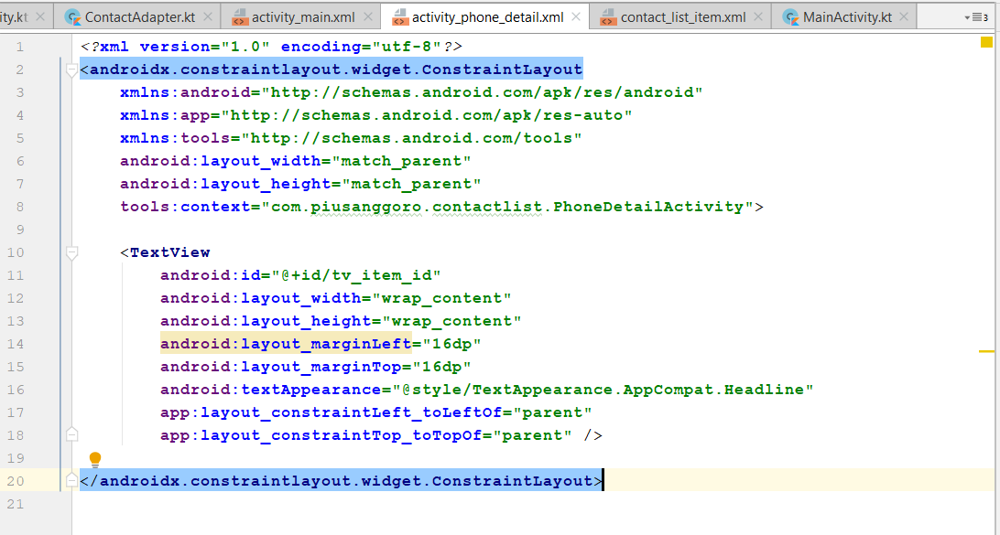 ity.kt ContactAdapter.kt activity_main.xml activity_phone_detail.xml contact_list_item.xml MainActivity.kt 3
1 <?xml version="1.0" encoding="utf-8"?>
2 <androidx.constraintlayout.widget.ConstraintLayout
3 xmlns:android="http://schemas.android.com/apk/res/android"
4 xmlns:app="http://schemas.android.com/apk/res-auto"
5 xmlns:tools="http://schemas.android.com/tools"
6 android:layout_width="match_parent"
7 android:layout_height="match_parent"
8 tools:context="com.piusanggoro.contactlist.PhoneDetailActivity">
9
10 <TextView
11 android:id="@+id/tv_item_id"
12 android:layout_width="wrap_content"
13 android:layout_height="wrap_content"
14 android:layout_marginLeft="16dp"
15 android:layout_marginTop="16dp"
16 android:textAppearance="@style/TextAppearance.AppCompat.Headline"
17 app:layout_constraintLeft_toLeftOf="parent"
18 app:layout_constraintTop_toTopOf="parent" />
19
20 </androidx.constraintlayout.widget.ConstraintLayout>
21